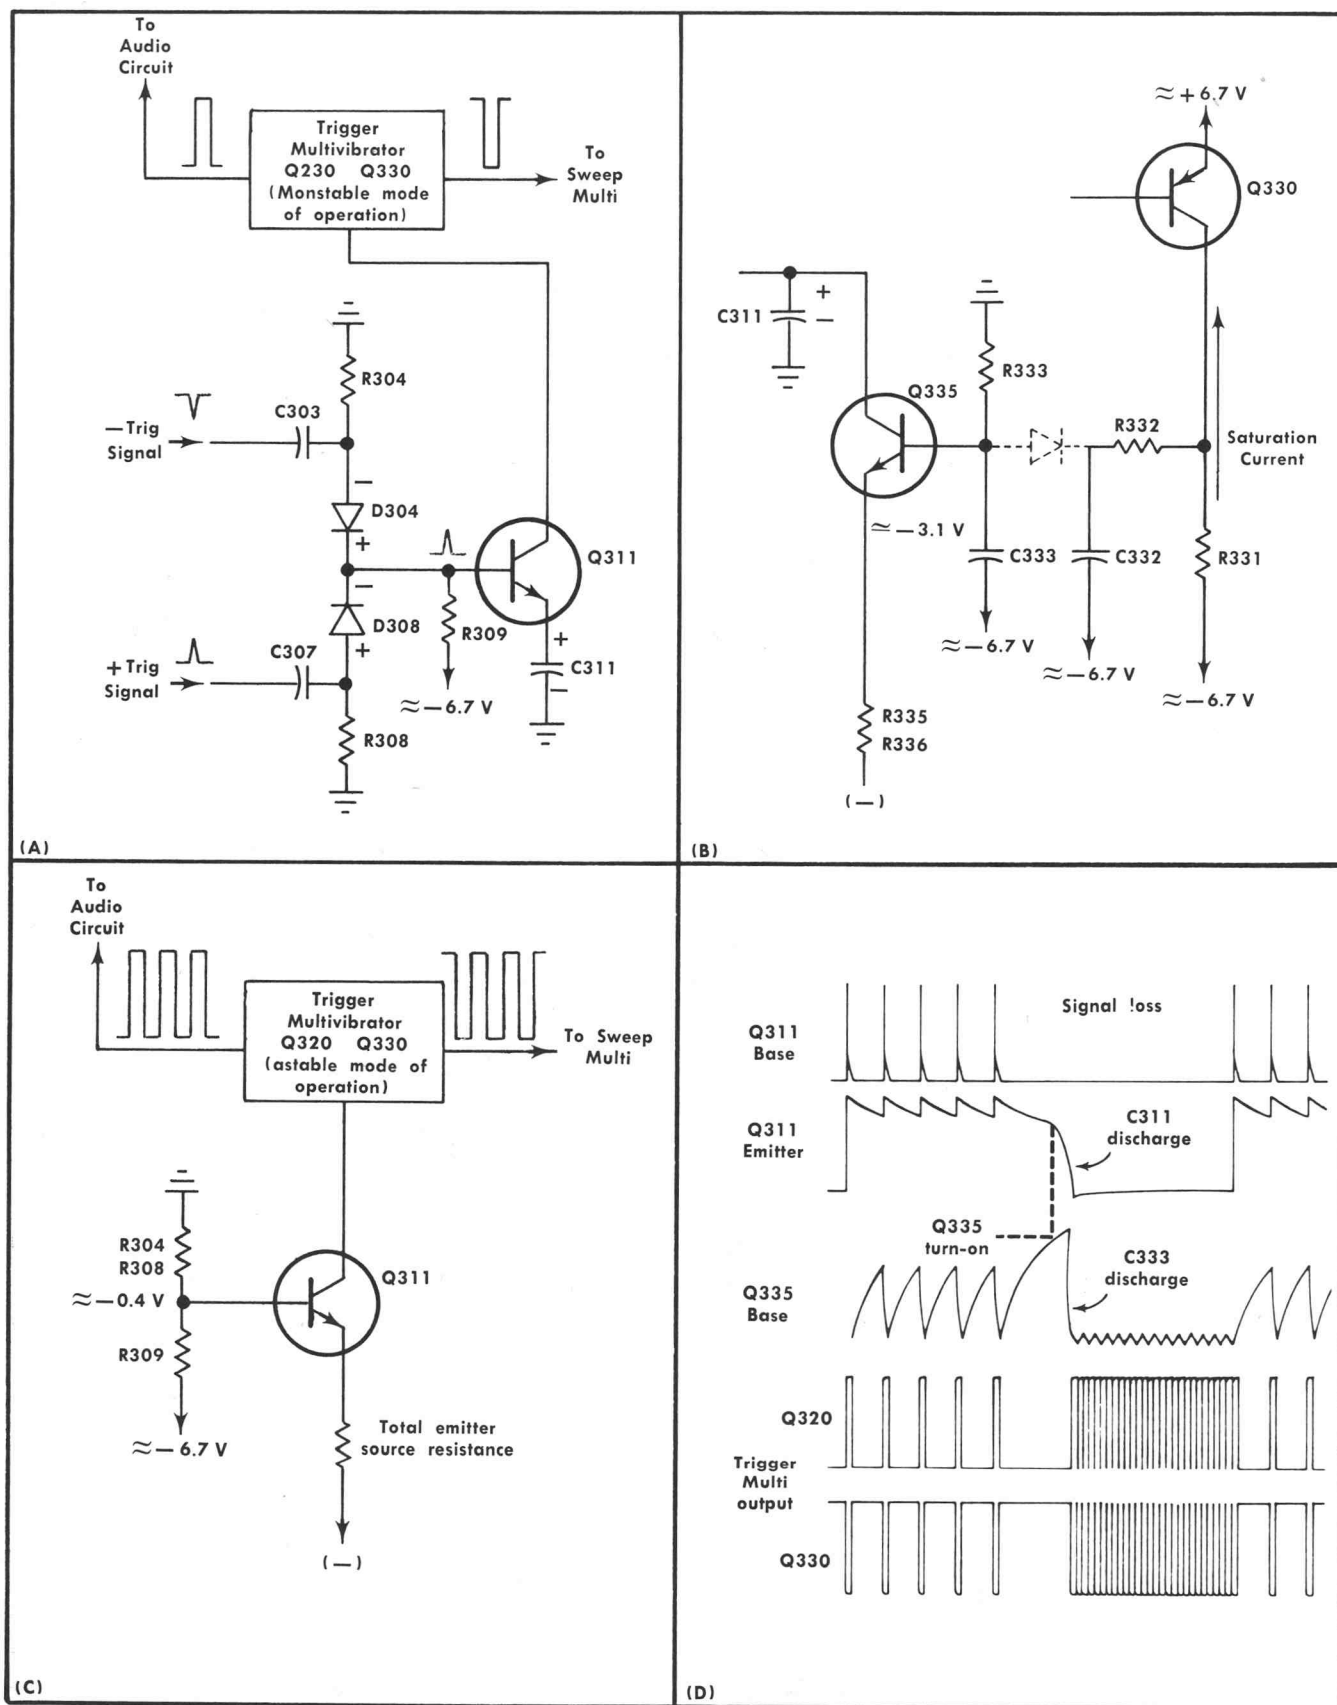 To
Audio
Circuit
Trigger
Multivibrator
Q230 Q330
(Monstable mode
of operation)
To
Sweep
Multi
R304
C303
—Trig
Signal
D304
Q311
D308
R309
C307
+Trig
Signal
C311
≈—6.7 V
R308
(A)
≈+6.7 V
Q330
C311
R333
Q335
R332
Saturation
Current
≃—3.1 V
C333
C332
R331
≈—6.7 V
≈—6.7 V
≈—6.7 V
R335
R336
(—)
(B)
To
Audio
Circuit
Trigger
Multivibrator
Q320 Q330
(astable mode of
operation)
To Sweep
Multi
R304
R308
≈—0.4 V
Q311
R309
≈—6.7 V
Total emitter
source resistance
(—)
(C)
Signal !oss
Q311
Base
Q311
Emitter
C311
discharge
Q335
turn-on
C333
discharge
Q335
Base
Q320
Trigger
Multi
output
Q330
(D)